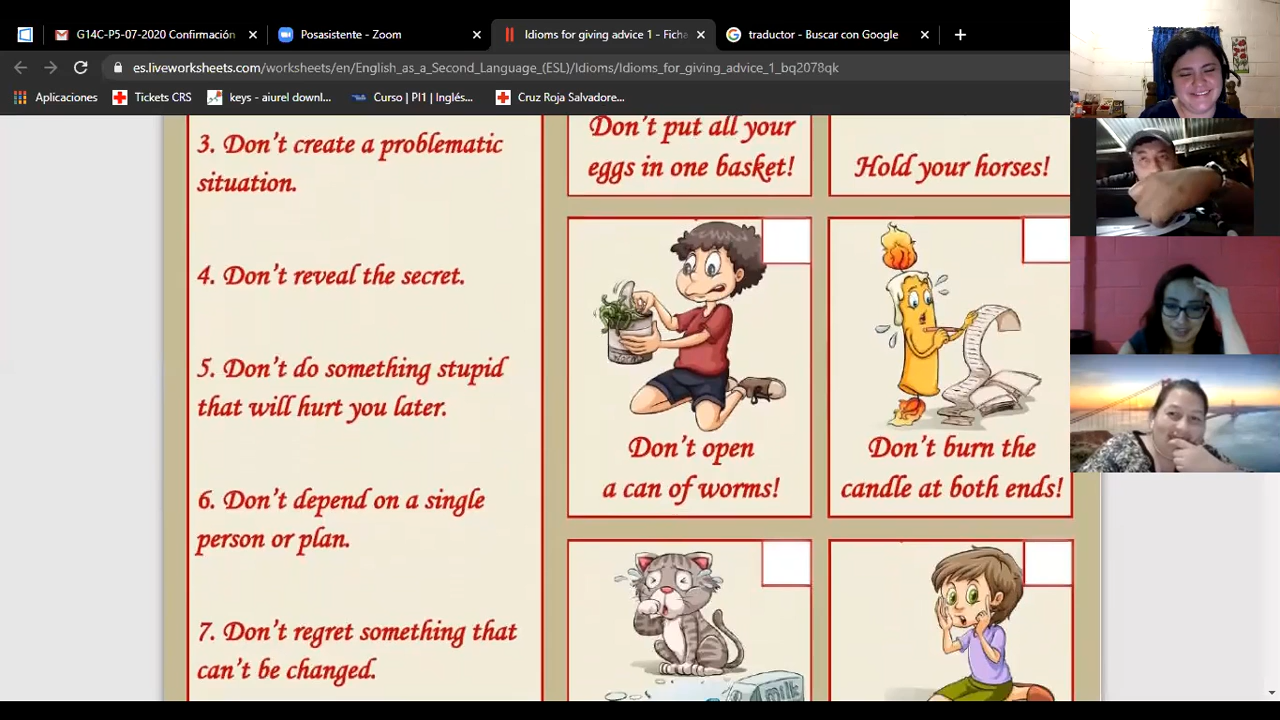 G14C-P5-07-2020 Confirmación
Posasistente - Zoom
Idioms for giving advice 1 - Ficha
traductor - Buscar con Google
es.liveworksheets.com/worksheets/en/English_as_a_Second_Language_(ESL)/Idioms/Idioms_for_giving_advice_1_bq2078qk
Aplicaciones
Tickets CRS
keys - aiurel downl...
Curso | PI1 | Inglés...
Cruz Roja Salvadore...
3. Don't create a problematic
situation.
4. Don't reveal the secret.
5. Don't do something stupid
that will hurt you later.
6. Don't depend on a single
person or plan.
7. Don't regret something that
can't be changed.
Don't put all your
eggs in one basket!
Hold your horses!
Don't open
a can of worms!
Don't burn the
candle at both ends!
milk